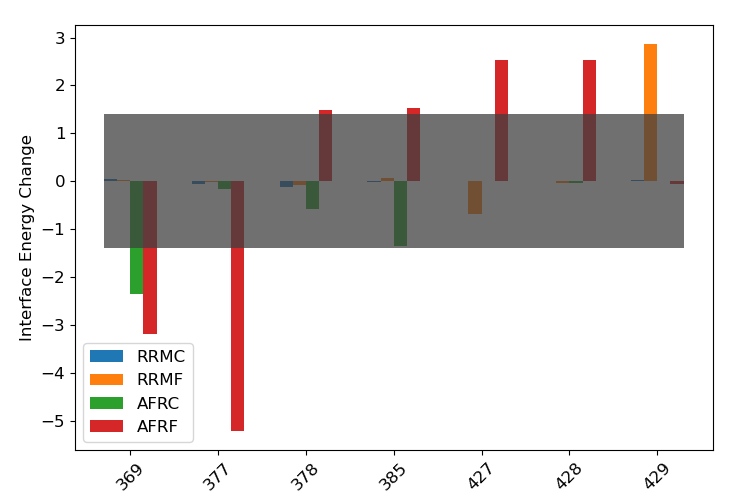 3
2
1
0
−1
−2
−3
−4
−5
Interface Energy Change
RRMC
RRMF
AFRC
AFRF
369 377 378 385 427 428 429